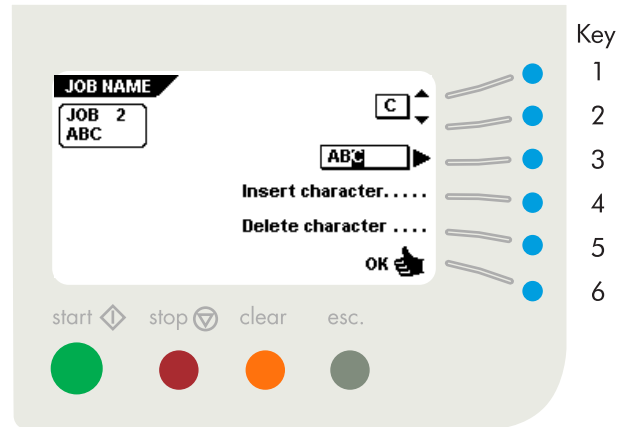 Key
JOB NAME
1
JOB 2
C
2
ABC
ABC
3
Insert character.....
4
Delete character ....
5
OK
6
start stop clear esc.